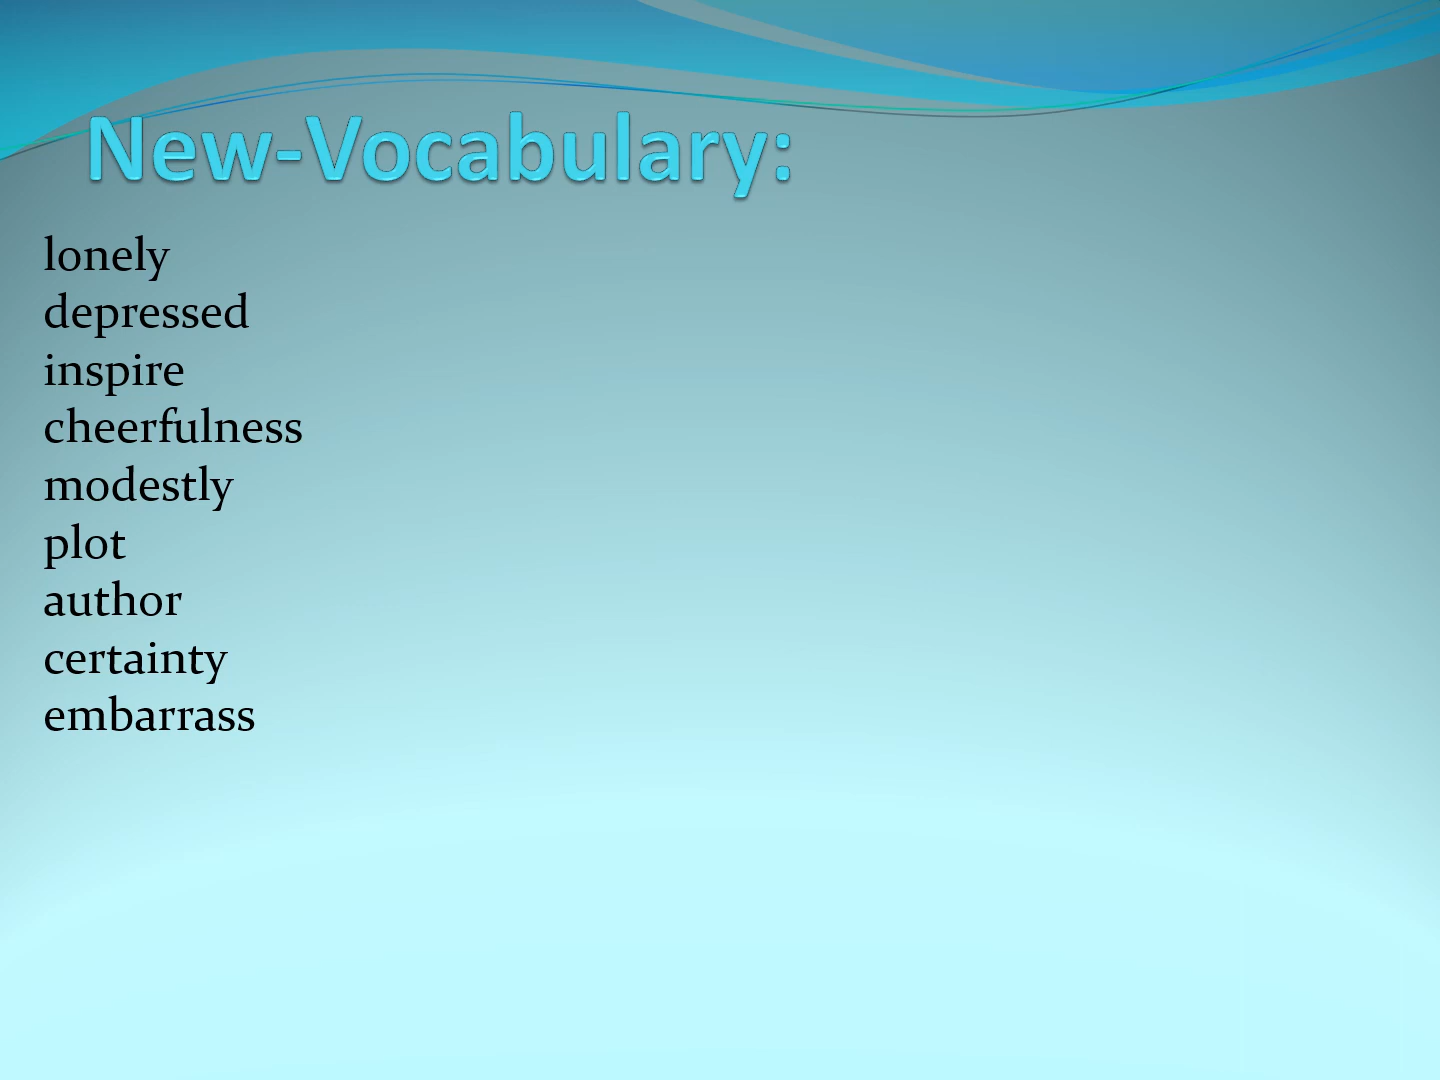 New-Vocabulary:
lonely
depressed
inspire
cheerfulness
modestly
plot
author
certainty
embarrass